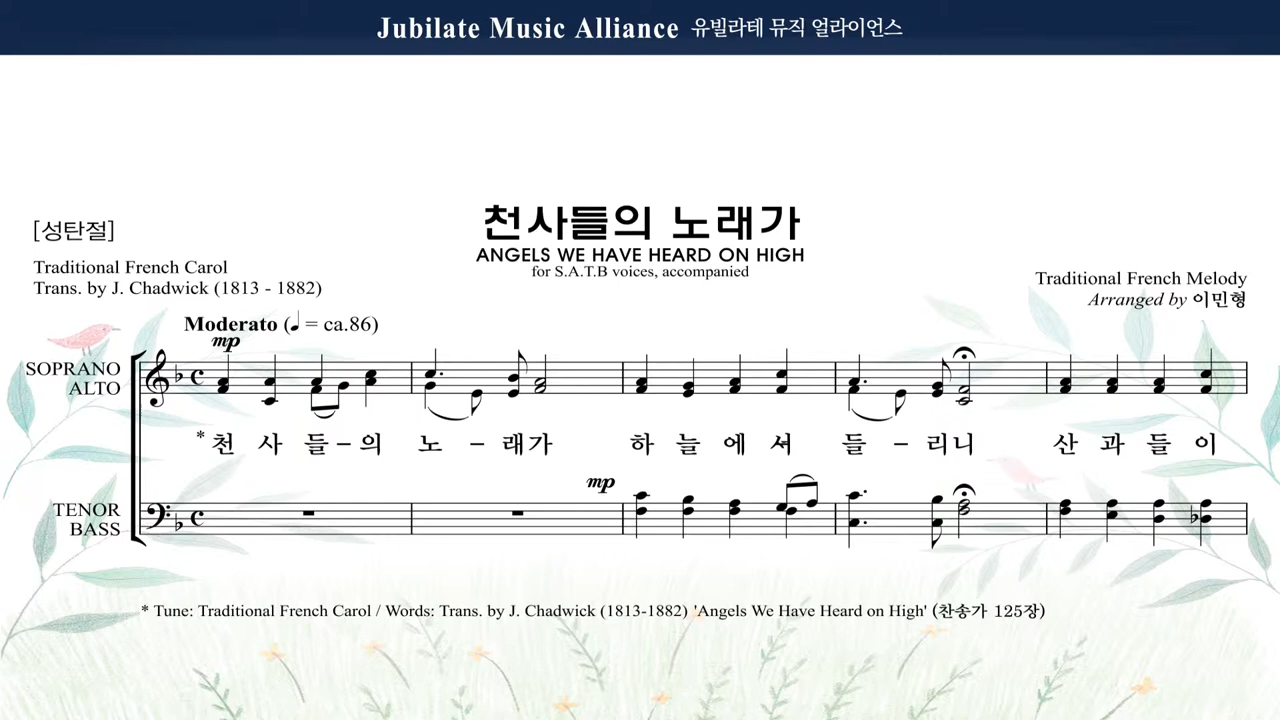 Jubilate Music Alliance 유빌라테 뮤직 얼라이언스
천사들의 노래가
[성탄절]
ANGELS WE HAVE HEARD ON HIGH
for S.A.T.B voices, accompanied
Traditional French Carol
Trans. by J. Chadwick (1813 - 1882)
Traditional French Melody
Arranged by 이민형
Moderato (♩ = ca.86)
mp
SOPRANO
ALTO
* 천 사 들 - 의 노 - 래가 하 늘 에 서 들 - 리니 산 과 들 이
mp
TENOR
BASS
* Tune: Traditional French Carol / Words: Trans. by J. Chadwick (1813-1882) 'Angels We Have Heard on High' (찬송가 125장)